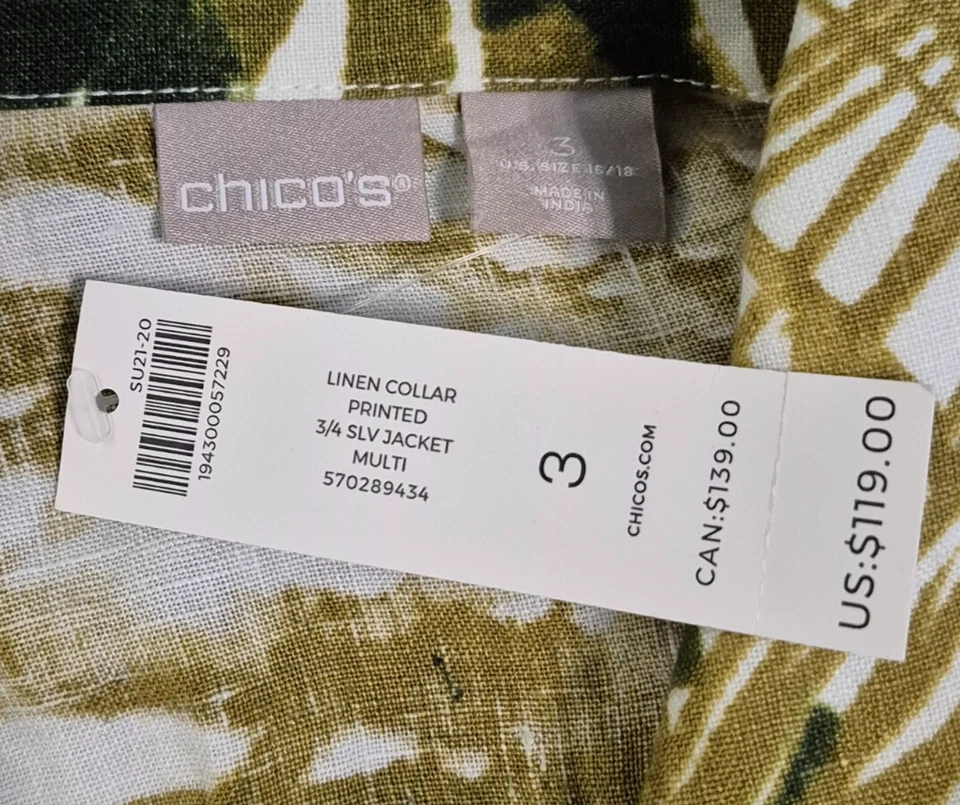 chico's®
3
U.S. SIZE 16/18
MADE IN
INDIA
SU21-20
194300057229
LINEN COLLAR
PRINTED
3/4 SLV JACKET
MULTI
570289434
3
CHICOS.COM
CAN:$139.00
US:$119.00